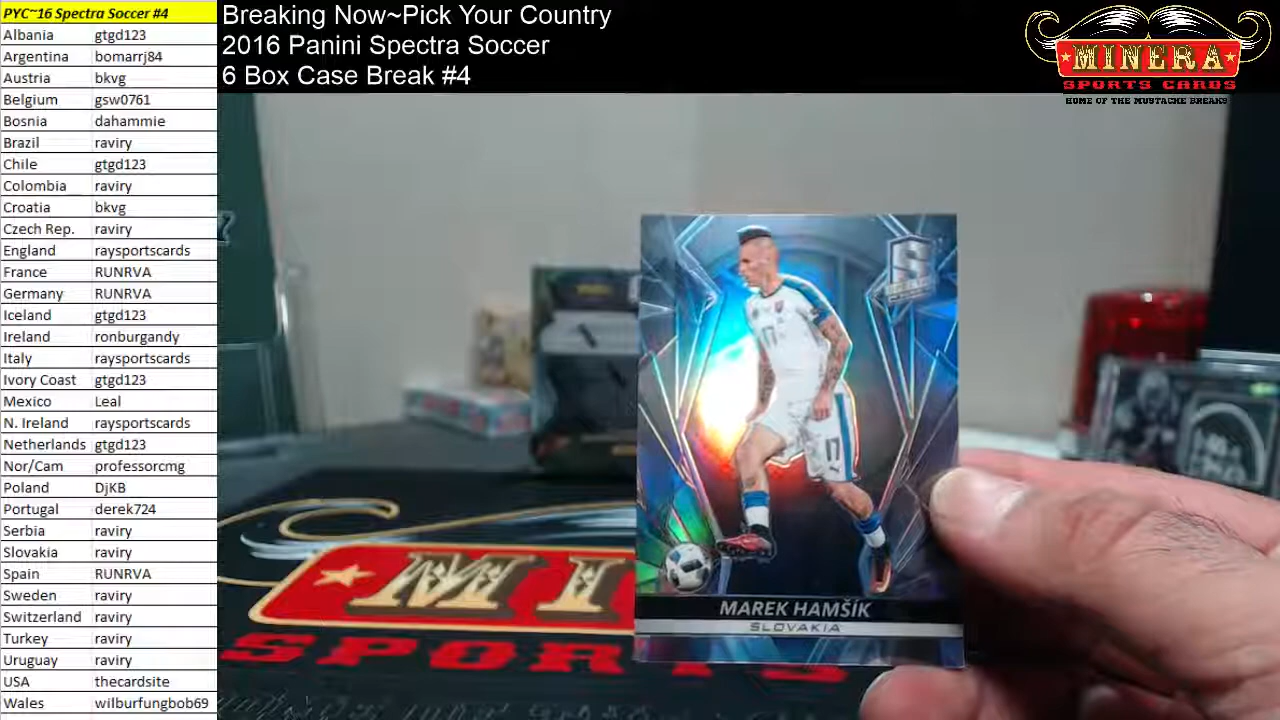 PYC~16 Spectra Soccer #4
Albania gtgd123
Argentina bomarrj84
Austria bkvg
Belgium gsw0761
Bosnia dahammie
Brazil raviry
Chile gtgd123
Colombia raviry
Croatia bkvg
Czech Rep. raviry
England raysportscards
France RUNRVA
Germany RUNRVA
Iceland gtgd123
Ireland ronburgandy
Italy raysportscards
Ivory Coast gtgd123
Mexico Leal
N. Ireland raysportscards
Netherlands gtgd123
Nor/Cam professorcmg
Poland DjKB
Portugal derek724
Serbia raviry
Slovakia raviry
Spain RUNRVA
Sweden raviry
Switzerland raviry
Turkey raviry
Uruguay raviry
USA thecardsite
Wales wilburfungbob69
Breaking Now~Pick Your Country
2016 Panini Spectra Soccer
6 Box Case Break #4
MINERA
SPORTS CARDS
HOME OF THE MUSTACHE BREAKS
S
17
17
MAREK HAMŠÍK
SLOVAKIA
MI
SPORTS